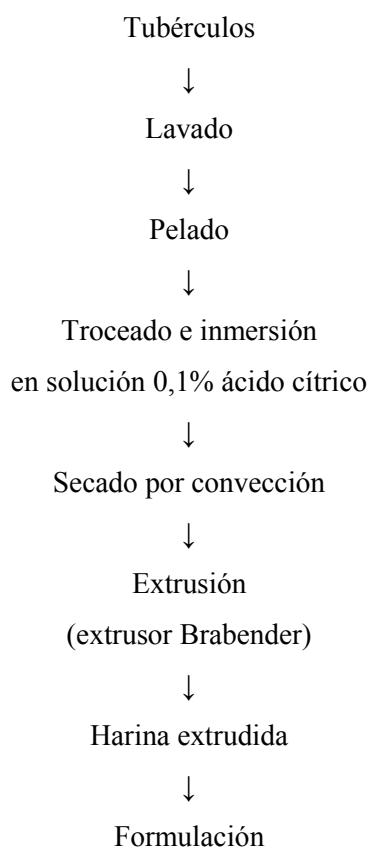 Tubérculos
↓
Lavado
↓
Pelado
↓
Troceado e inmersión
en solución 0,1% ácido cítrico
↓
Secado por convección
↓
Extrusión
(extrusor Brabender)
↓
Harina extrudida
↓
Formulación